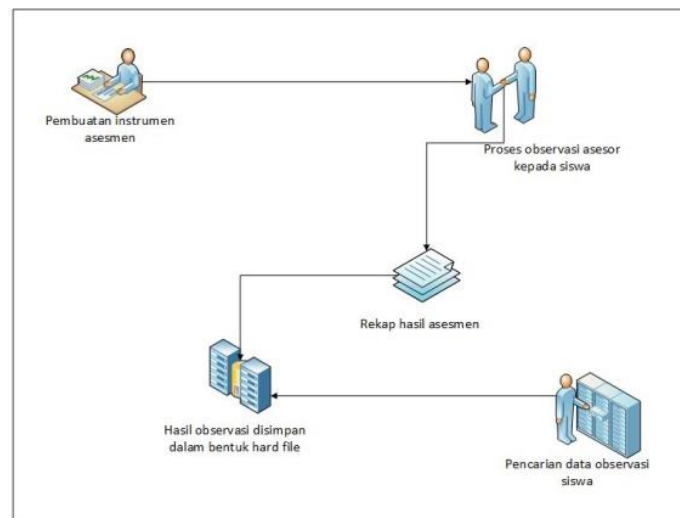 Pembuatan instrumen
asesmen
Proses observasi asesor
kepada siswa
Rekap hasil asesmen
Hasil observasi disimpan
dalam bentuk hard file
Pencarian data observasi
siswa